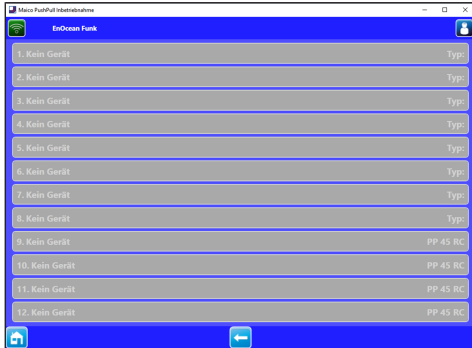 Maico PushPull Inbetriebnahme
EnOcean Funk
1. Kein Gerät Typ:
2. Kein Gerät Typ:
3. Kein Gerät Typ:
4. Kein Gerät Typ:
5. Kein Gerät Typ:
6. Kein Gerät Typ:
7. Kein Gerät Typ:
8. Kein Gerät Typ:
9. Kein Gerät PP 45 RC
10. Kein Gerät PP 45 RC
11. Kein Gerät PP 45 RC
12. Kein Gerät PP 45 RC